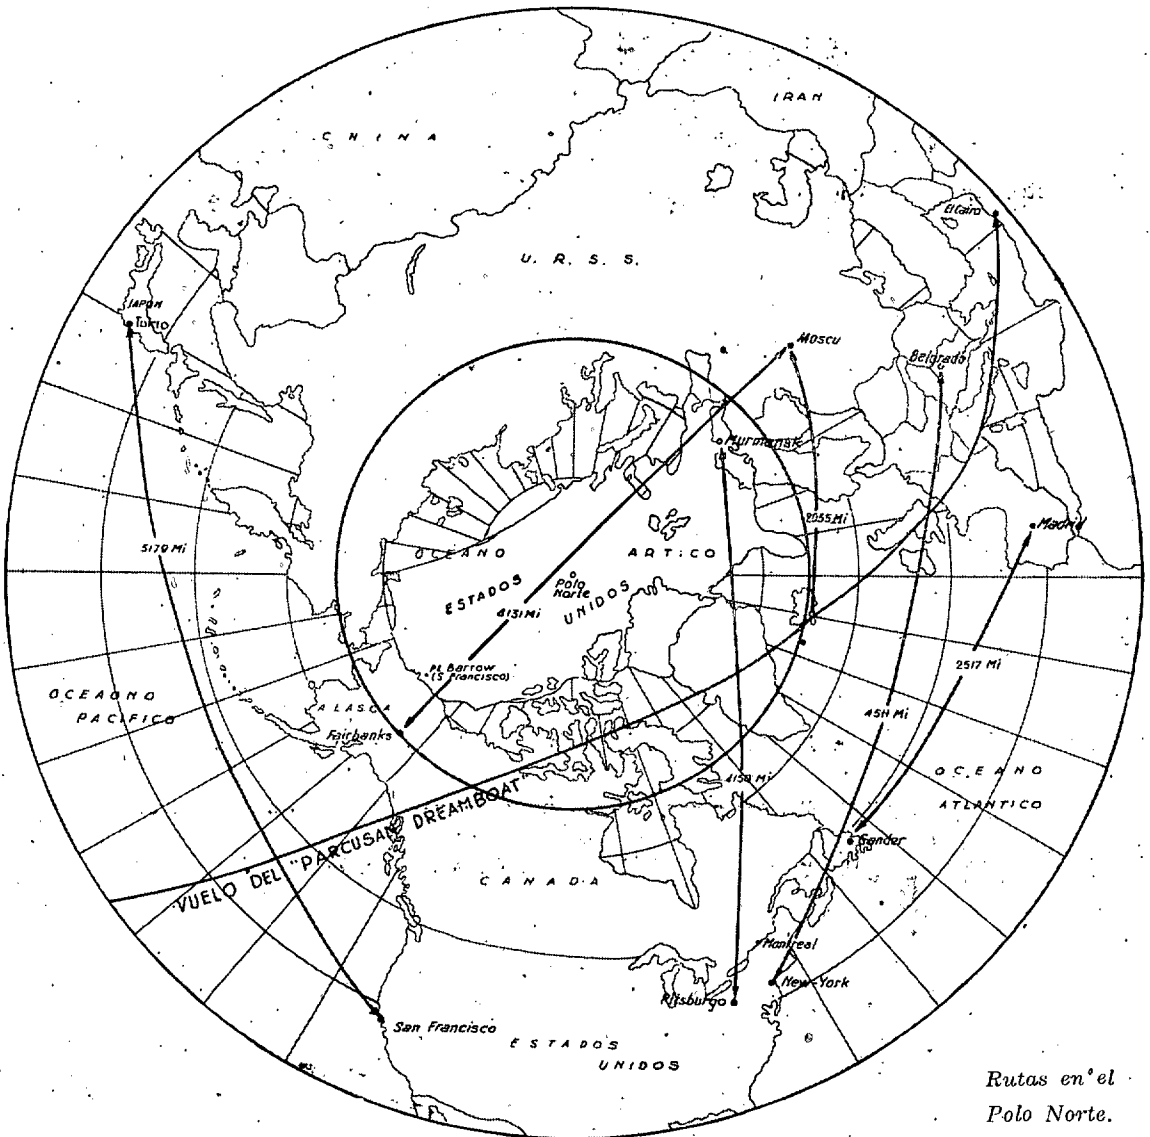 IRAN
CHINA
El Cairo
U. R. S. S.
JAPON
Tokio
Moscu
Belgrado
Murmansk
Madrid
2055 Mi
5179 Mi
OCEANO ARTICO
ESTADOS UNIDOS
Polo
Norte
4131 Mi
Pt. Barrow
(S. Francisco)
2517 Mi
OCEAONO
PACIFICO
ALASCA
Fairbanks
4511 Mi
OCEANO
ATLANTICO
4150 Mi
Gander
VUELO DEL "PARCUSAN DREAMBOAT"
CANADA
Montreal
New-York
Pitsburgo
San Francisco
ESTADOS
UNIDOS
Rutas en el
Polo Norte.